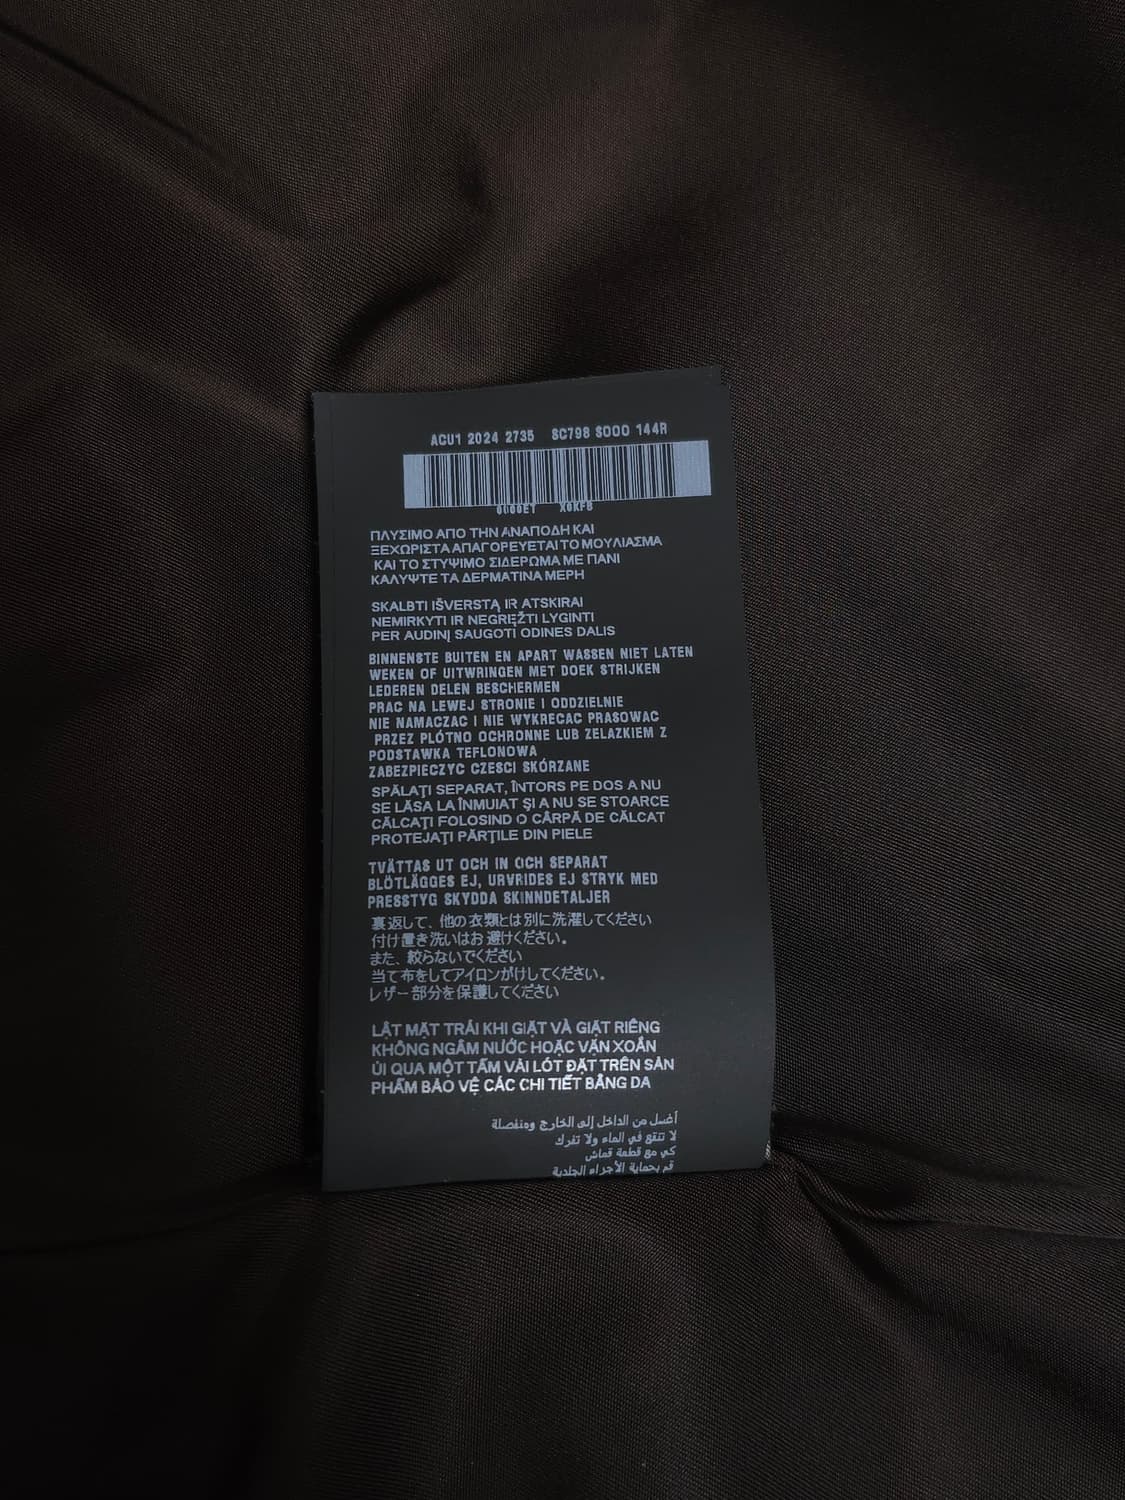 ACU1 2024 2735 SC798 S000 144R
X0KFB
ΠΛΥΣΙΜΟ ΑΠΟ ΤΗΝ ΑΝΑΠΟΔΗ ΚΑΙ
ΞΕΧΩΡΙΣΤΑ ΑΠΑΓΟΡΕΥΕΤΑΙ ΤΟ ΜΟΥΛΙΑΣΜΑ
ΚΑΙ ΤΟ ΣΤΥΨΙΜΟ ΣΙΔΕΡΩΜΑ ΜΕ ΠΑΝΙ
ΚΑΛΥΨΤΕ ΤΑ ΔΕΡΜΑΤΙΝΑ ΜΕΡΗ
SKALBTI IŠVERSTĄ IR ATSKIRAI
NEMIRKYTI IR NEGRĘŽTI LYGINTI
PER AUDINĮ SAUGOTI ODINES DALIS
BINNENSTE BUITEN EN APART WASSEN NIET LATEN
WEKEN OF UITWRINGEN MET DOEK STRIJKEN
LEDEREN DELEN BESCHERMEN
PRAC NA LEWEJ STRONIE I ODDZIELNIE
NIE NAMACZAC I NIE WYKRECAC PRASOWAC
PRZEZ PLÓTNO OCHRONNE LUB ZELAZKIEM Z
PODSTAWKA TEFLONOWA
ZABEZPIECZYC CZESCI SKÓRZANE
SPĂLAŢI SEPARAT, ÎNTORS PE DOS A NU
SE LĂSA LA ÎNMUIAT ŞI A NU SE STOARCE
CĂLCAŢI FOLOSIND O CÂRPĂ DE CĂLCAT
PROTEJAŢI PĂRŢILE DIN PIELE
TVÄTTAS UT OCH IN OCH SEPARAT
BLÖTLÄGGES EJ, URVRIDES EJ STRYK MED
PRESSTYG SKYDDA SKINNDETALJER
裏返して、他の衣類とは別に洗濯してください
付け置き洗いはお避けください。
また、絞らないでください
当て布をしてアイロンがけしてください。
レザー部分を保護してください
LẬT MẶT TRÁI KHI GIẶT VÀ GIẶT RIÊNG
KHÔNG NGÂM NƯỚC HOẶC VẶN XOẮN
ỦI QUA MỘT TẤM VẢI LÓT ĐẶT TRÊN SẢN
PHẨM BẢO VỆ CÁC CHI TIẾT BẰNG DA
أغسل من الداخل إلى الخارج ومنفصلة
لا تنقع في الماء ولا تفرك
كي مع قطعة قماش
قم بحماية الأجزاء الجلدية